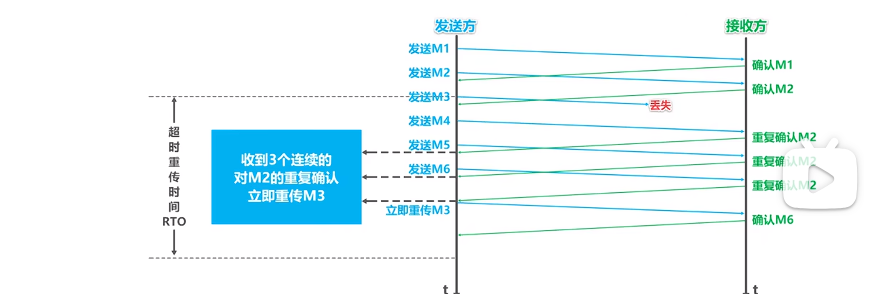 发送方
接收方
发送M1
确认M1
发送M2
确认M2
发送M3
丢失
发送M4
重复确认M2
发送M5
重复确认M2
发送M6
重复确认M2
立即重传M3
确认M6
超时重传时间
RTO
收到3个连续的
对M2的重复确认
立即重传M3
t
t